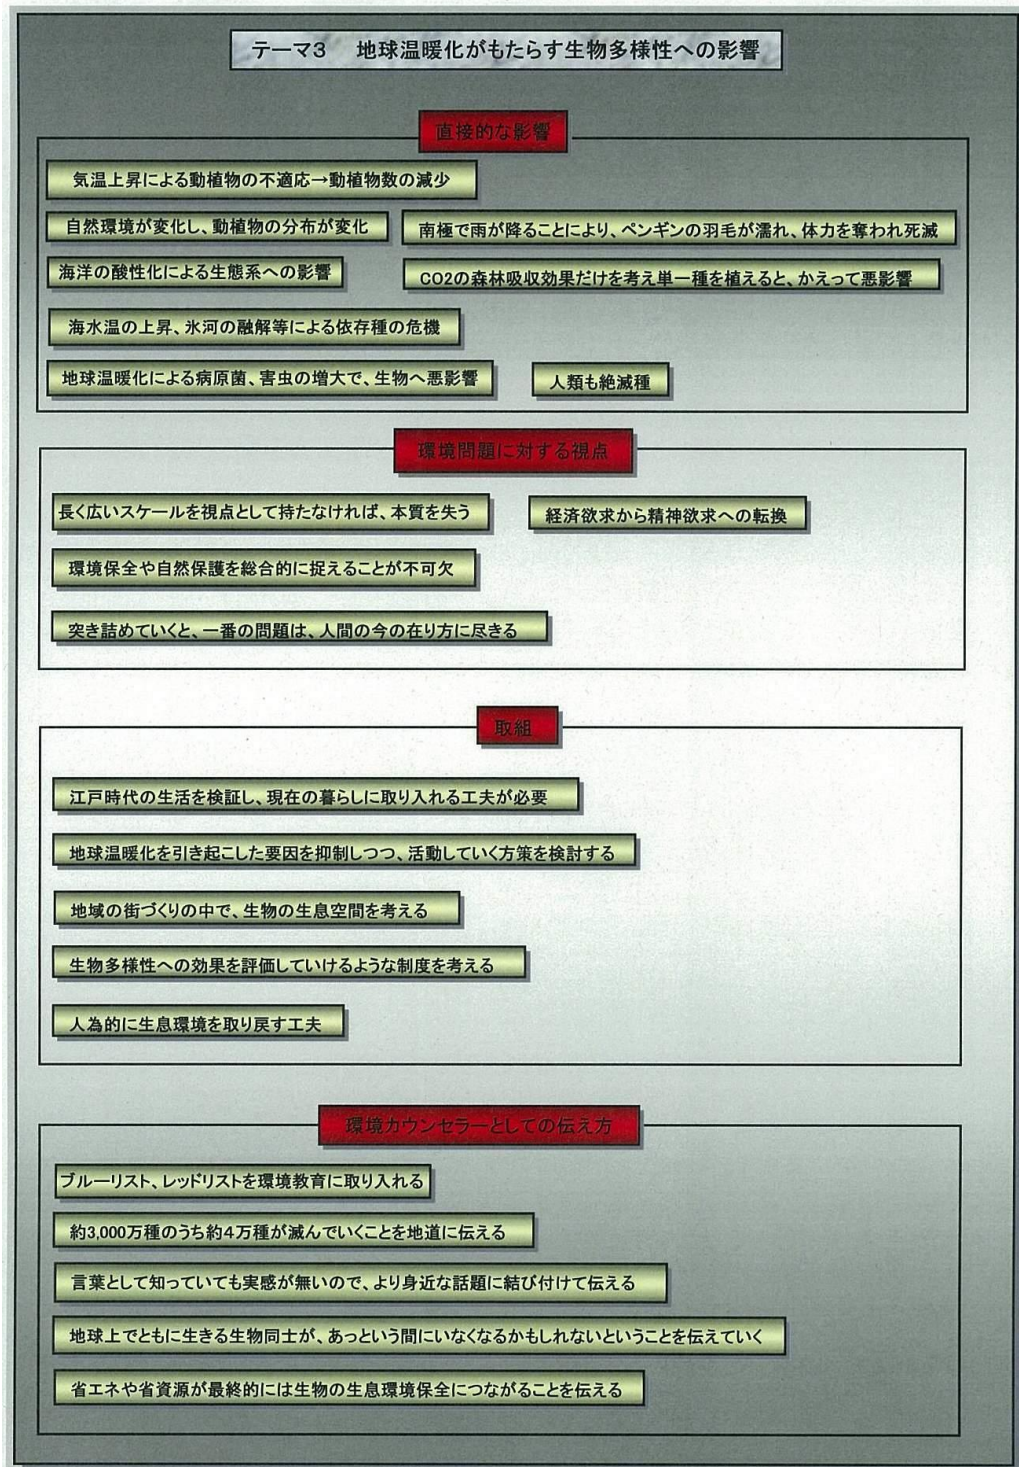 テーマ3　地球温暖化がもたらす生物多様性への影響
直接的な影響
気温上昇による動植物の不適応→動植物数の減少
自然環境が変化し、動植物の分布が変化
南極で雨が降ることにより、ペンギンの羽毛が濡れ、体力を奪われ死滅
海洋の酸性化による生態系への影響
CO2の森林吸収効果だけを考え単一種を植えると、かえって悪影響
海水温の上昇、氷河の融解等による依存種の危機
地球温暖化による病原菌、害虫の増大で、生物へ悪影響
人類も絶滅種
環境問題に対する視点
長く広いスケールを視点として持たなければ、本質を失う
経済欲求から精神欲求への転換
環境保全や自然保護を総合的に捉えることが不可欠
突き詰めていくと、一番の問題は、人間の今の在り方に尽きる
取組
江戸時代の生活を検証し、現在の暮らしに取り入れる工夫が必要
地球温暖化を引き起こした要因を抑制しつつ、活動していく方策を検討する
地域の街づくりの中で、生物の生息空間を考える
生物多様性への効果を評価していけるような制度を考える
人為的に生息環境を取り戻す工夫
環境カウンセラーとしての伝え方
ブルーリスト、レッドリストを環境教育に取り入れる
約3,000万種のうち約4万種が滅んでいくことを地道に伝える
言葉として知っていても実感が無いので、より身近な話題に結び付けて伝える
地球上でともに生きる生物同士が、あっという間にいなくなるかもしれないということを伝えていく
省エネや省資源が最終的には生物の生息環境保全につながることを伝える